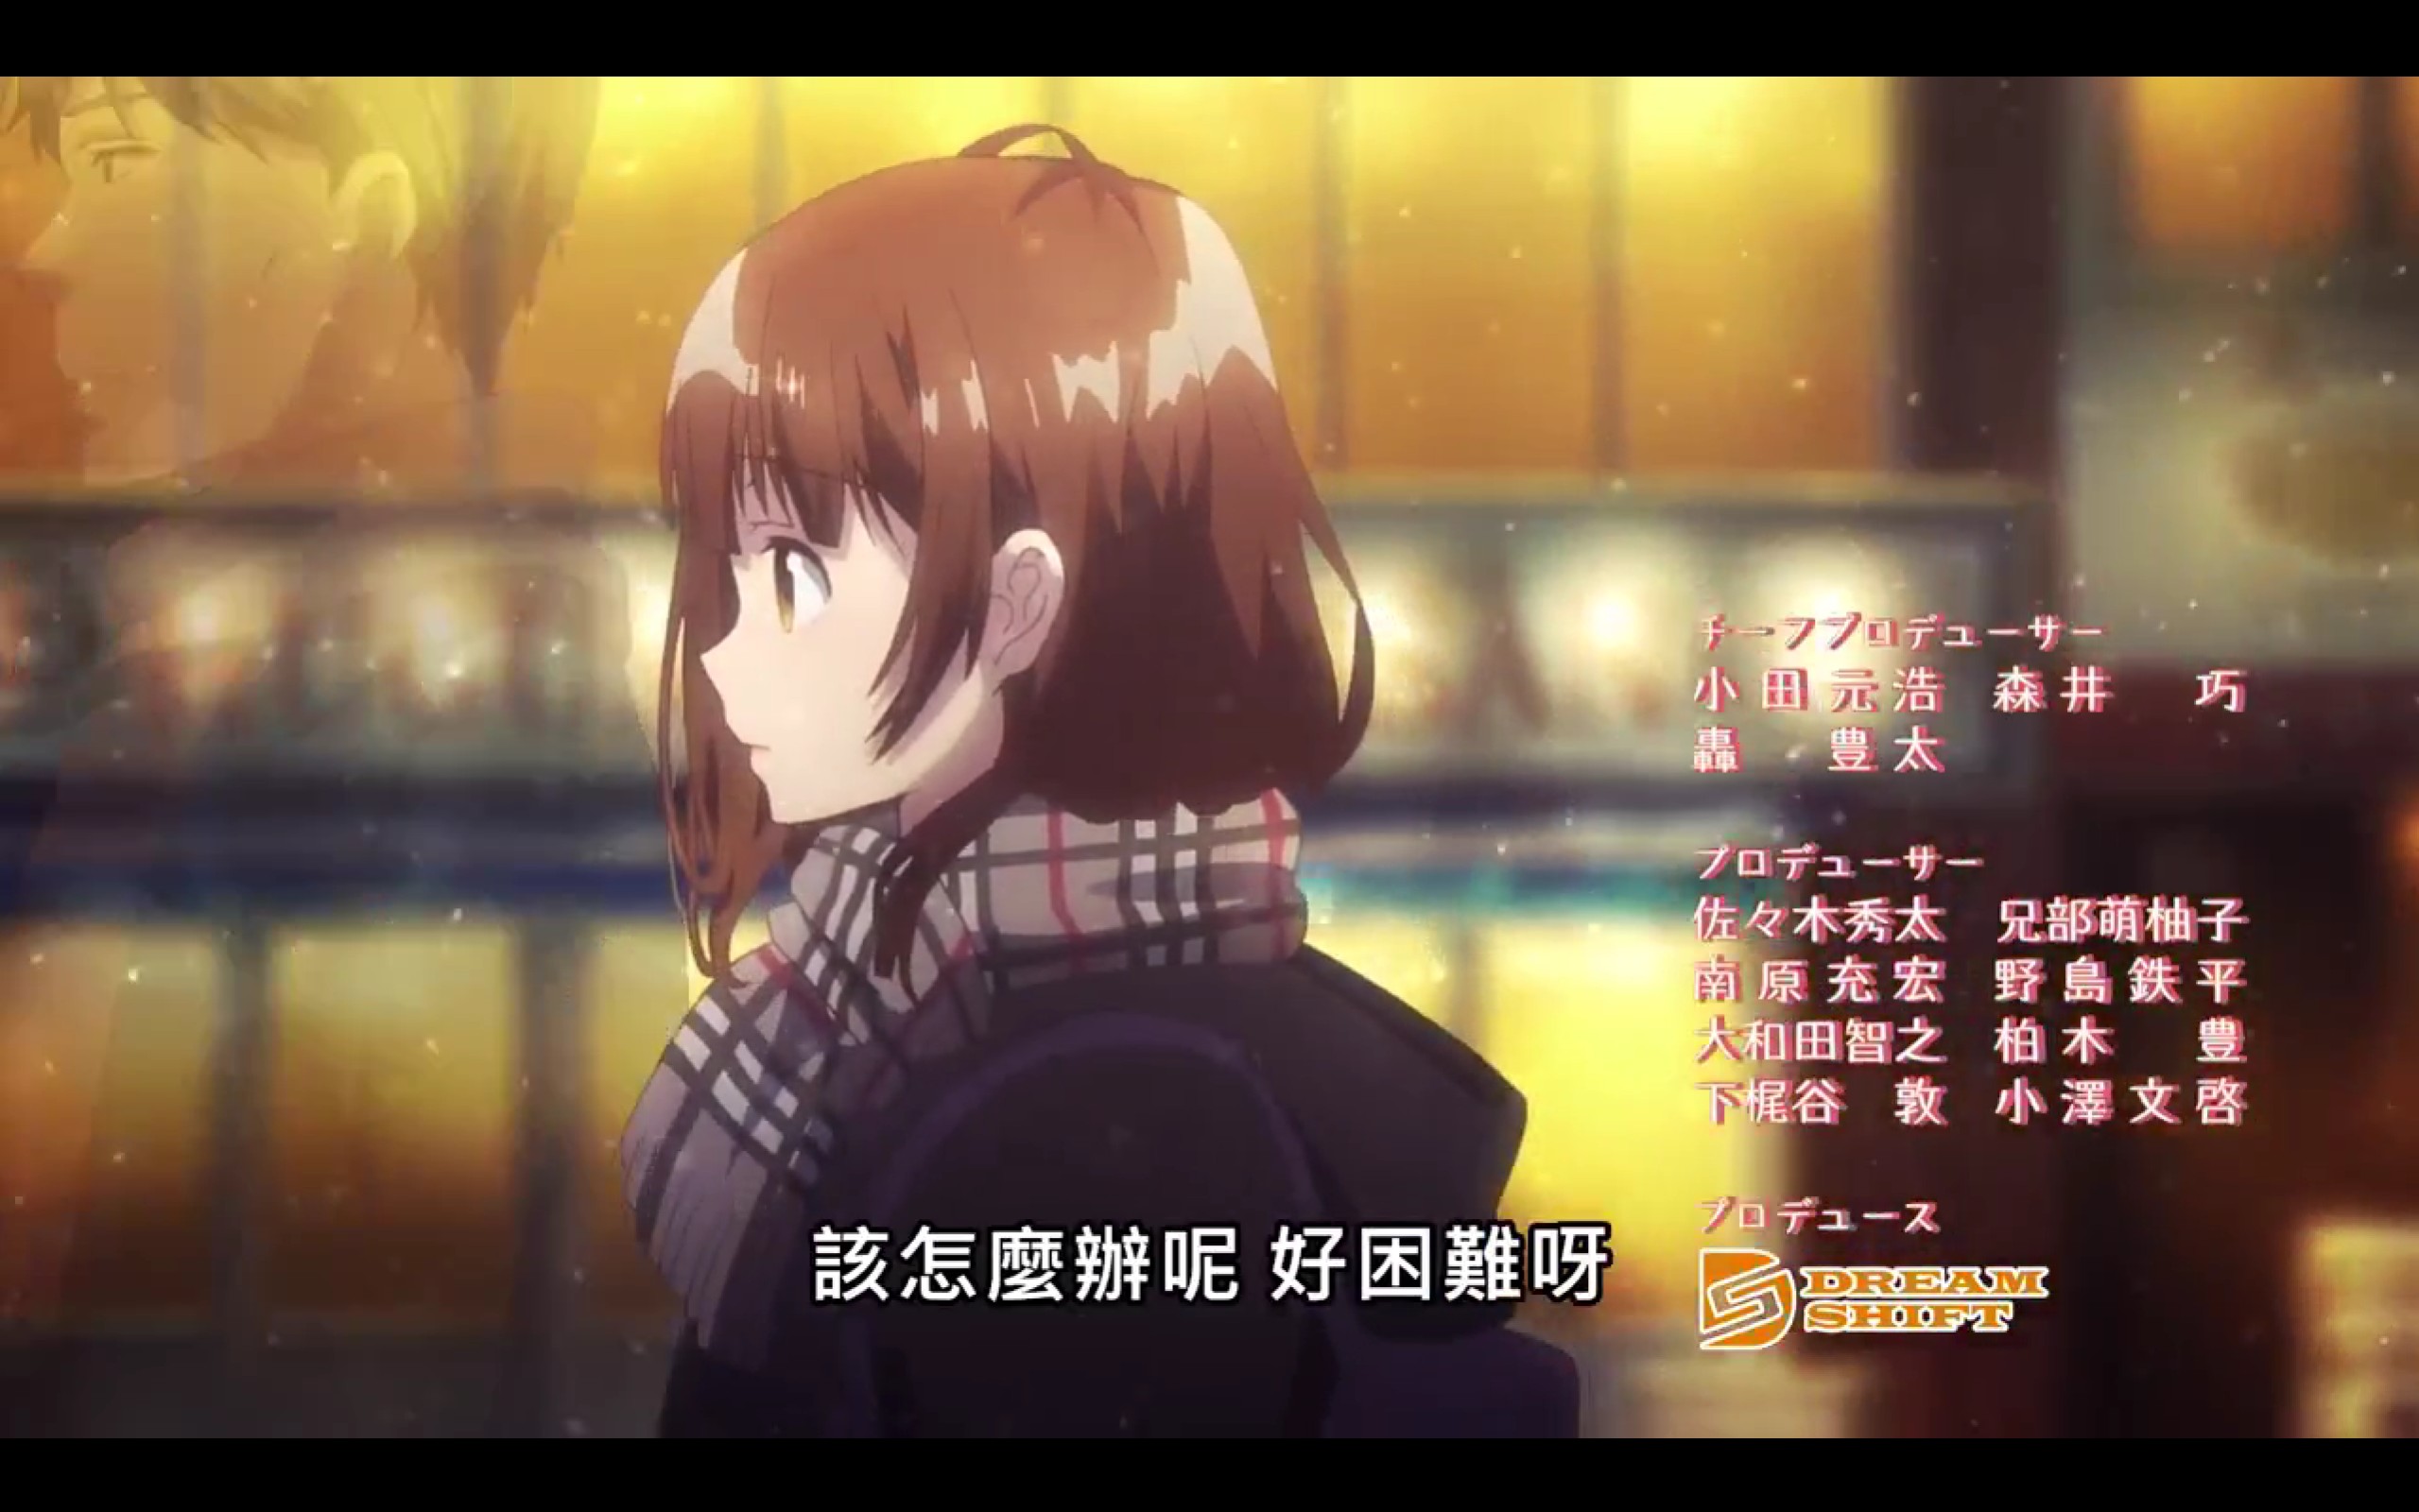 チーフプロデューサー
小田元浩 森井 巧
轟 豊太
プロデューサー
佐々木秀太 兄部萌柚子
南原充宏 野島鉄平
大和田智之 柏木 豊
下梶谷 敦 小澤文啓
プロデュース
DREAM
SHIFT
該怎麼辦呢 好困難呀